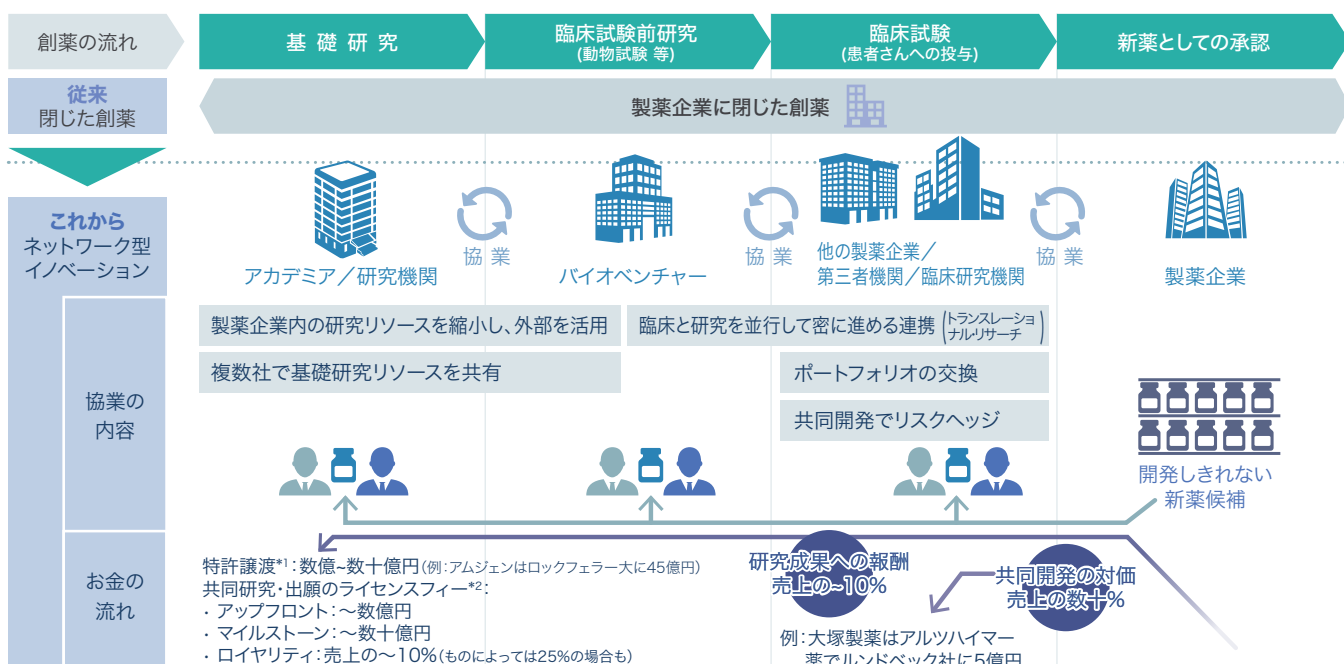 創薬の流れ
基 礎 研 究
臨床試験前研究
(動物試験 等)
臨床試験
(患者さんへの投与)
新薬としての承認
従来
閉じた創薬
製薬企業に閉じた創薬
これから
ネットワーク型
イノベーション
アカデミア／研究機関
協 業
バイオベンチャー
協 業
他の製薬企業／
第三者機関／臨床研究機関
協 業
製薬企業
協業の
内容
製薬企業内の研究リソースを縮小し、外部を活用
臨床と研究を並行して密に進める連携(トランスレーショ
ナル・リサーチ)
複数社で基礎研究リソースを共有
ポートフォリオの交換
共同開発でリスクヘッジ
開発しきれない
新薬候補
お金の
流れ
特許譲渡*1：数億~数十億円(例：アムジェンはロックフェラー大に45億円)
共同研究・出願のライセンスフィー*2：
・アップフront：～数億円
・マイルストーン：～数十億円
・ロイヤリティ：売上の～10%(ものによっては25%の場合も)
研究成果への報酬
売上の~10%
共同開発の対価
売上の数十%
例：大塚製薬はアルツハイマー
薬でルンドベック社に5億円